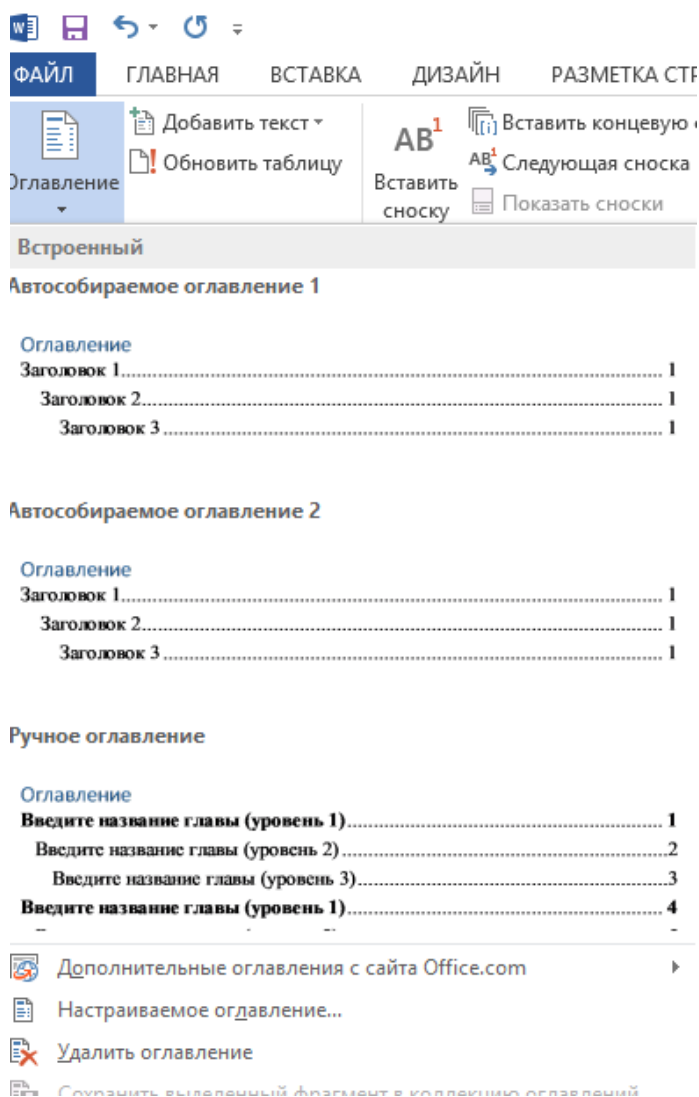 ФАЙЛ ГЛАВНАЯ ВСТАВКА ДИЗАЙН РАЗМЕТКА СТР
Добавить текст
Обновить таблицу
Оглавление
AB1
Вставить
сноску
Вставить концевую
AB1 Следующая сноска
Показать сноски
Встроенный
Автособираемое оглавление 1
Оглавление
Заголовок 1 1
Заголовок 2 1
Заголовок 3 1
Автособираемое оглавление 2
Оглавление
Заголовок 1 1
Заголовок 2 1
Заголовок 3 1
Ручное оглавление
Оглавление
Введите название главы (уровень 1) 1
Введите название главы (уровень 2) 2
Введите название главы (уровень 3) 3
Введите название главы (уровень 1) 4
Дополнительные оглавления с сайта Office.com
Настраиваемое оглавление...
Удалить оглавление
Сохранить выделенный фрагмент в коллекцию оглавлений